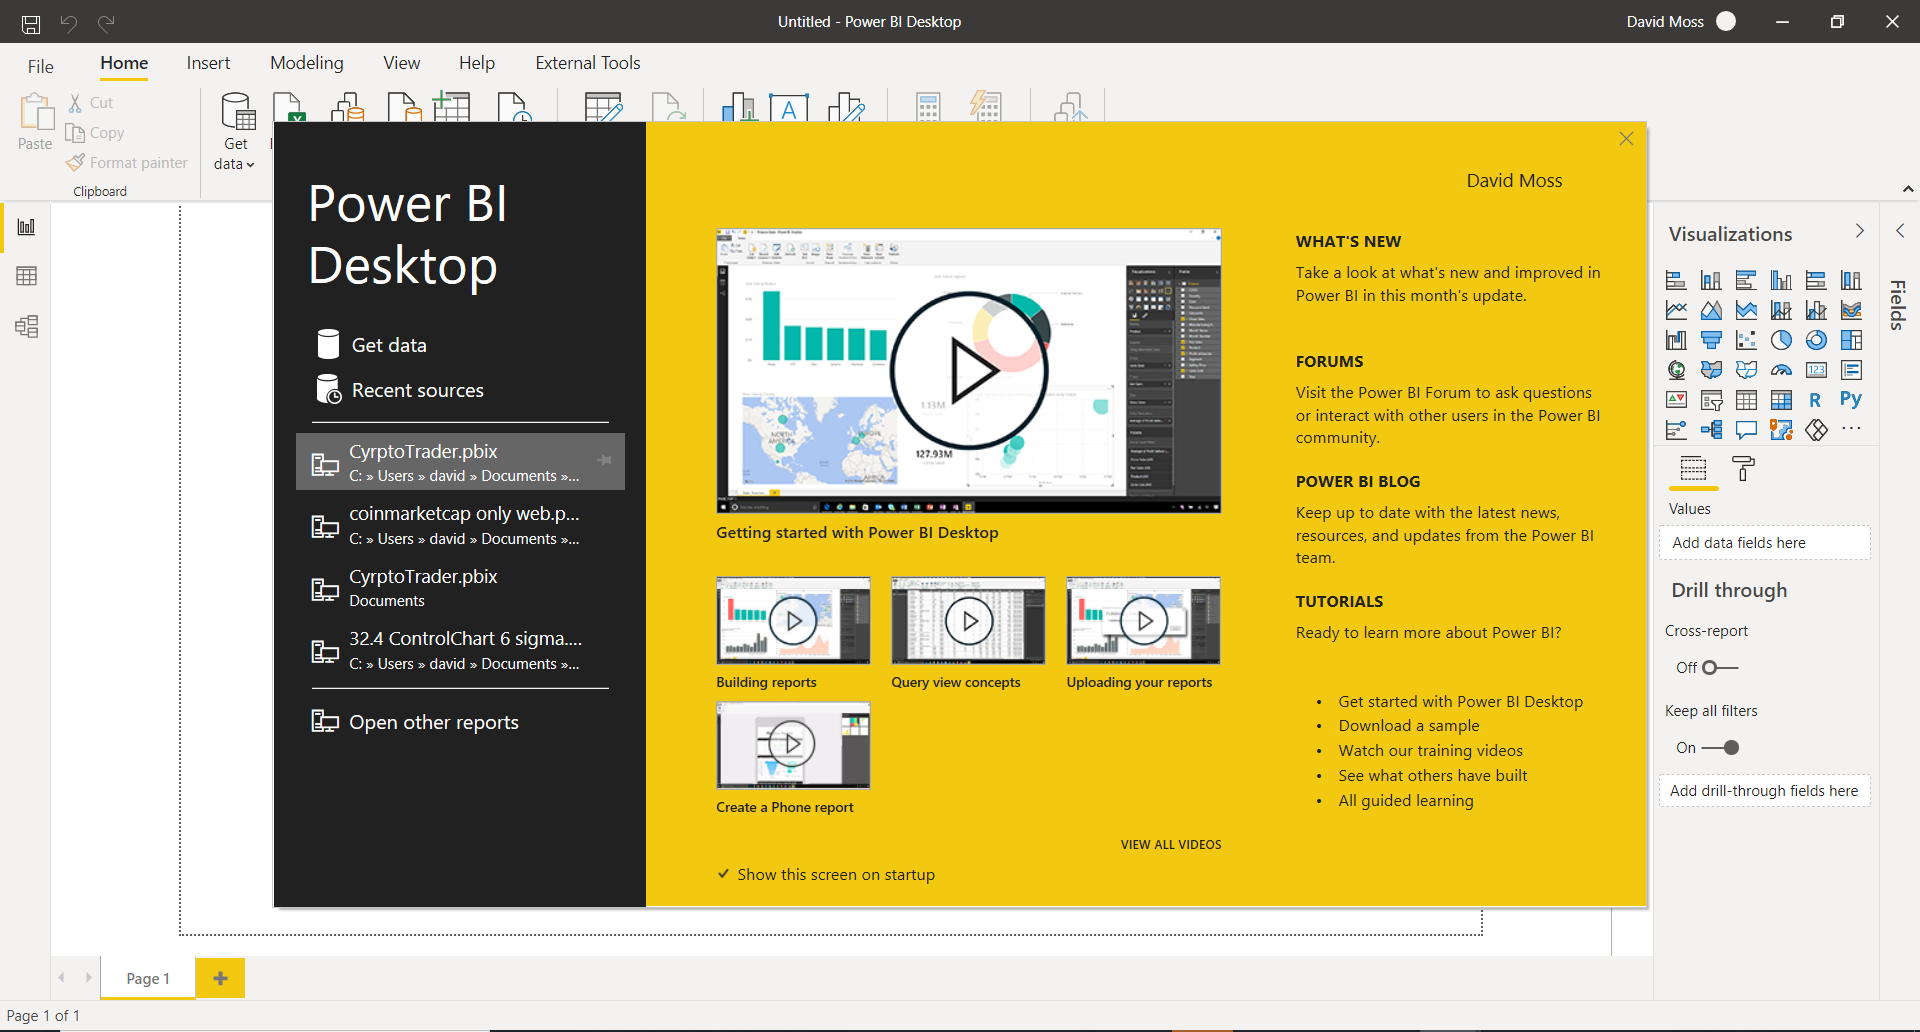 Untitled - Power BI Desktop
David Moss
File
Home
Insert
Modeling
View
Help
External Tools
Paste
Cut
Copy
Format painter
Clipboard
Get
data
Power BI
Desktop
Get data
Recent sources
CyrptoTrader.pbix
C: » Users » david » Documents »...
coinmarketcap only web.p...
C: » Users » david » Documents »...
CyrptoTrader.pbix
Documents
32.4 ControlChart 6 sigma....
C: » Users » david » Documents »...
Open other reports
David Moss
1.13M
127.93M
Getting started with Power BI Desktop
Building reports
Query view concepts
Uploading your reports
Create a Phone report
VIEW ALL VIDEOS
Show this screen on startup
WHAT'S NEW
Take a look at what's new and improved in
Power BI in this month's update.
FORUMS
Visit the Power BI Forum to ask questions
or interact with other users in the Power BI
community.
POWER BI BLOG
Keep up to date with the latest news,
resources, and updates from the Power BI
team.
TUTORIALS
Ready to learn more about Power BI?
• Get started with Power BI Desktop
• Download a sample
• Watch our training videos
• See what others have built
• All guided learning
Visualizations
Fields
123
R
Py
...
Values
Add data fields here
Drill through
Cross-report
Off
Keep all filters
On
Add drill-through fields here
Page 1
Page 1 of 1